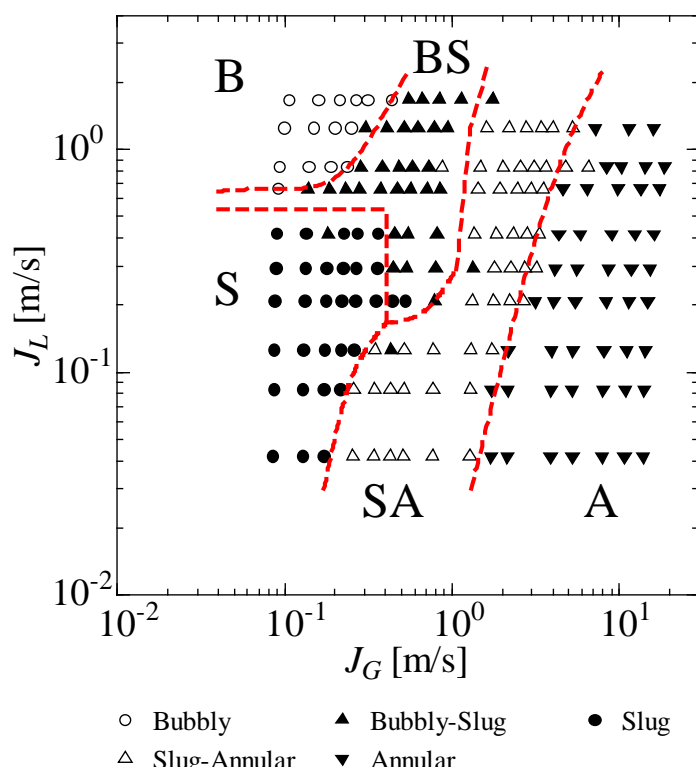 B
BS
10^0
S
J_L [m/s]
10^-1
SA
A
10^-2
10^-2
10^-1
10^0
10^1
J_G [m/s]
Bubbly
Bubbly-Slug
Slug
Slug-Annular
Annular